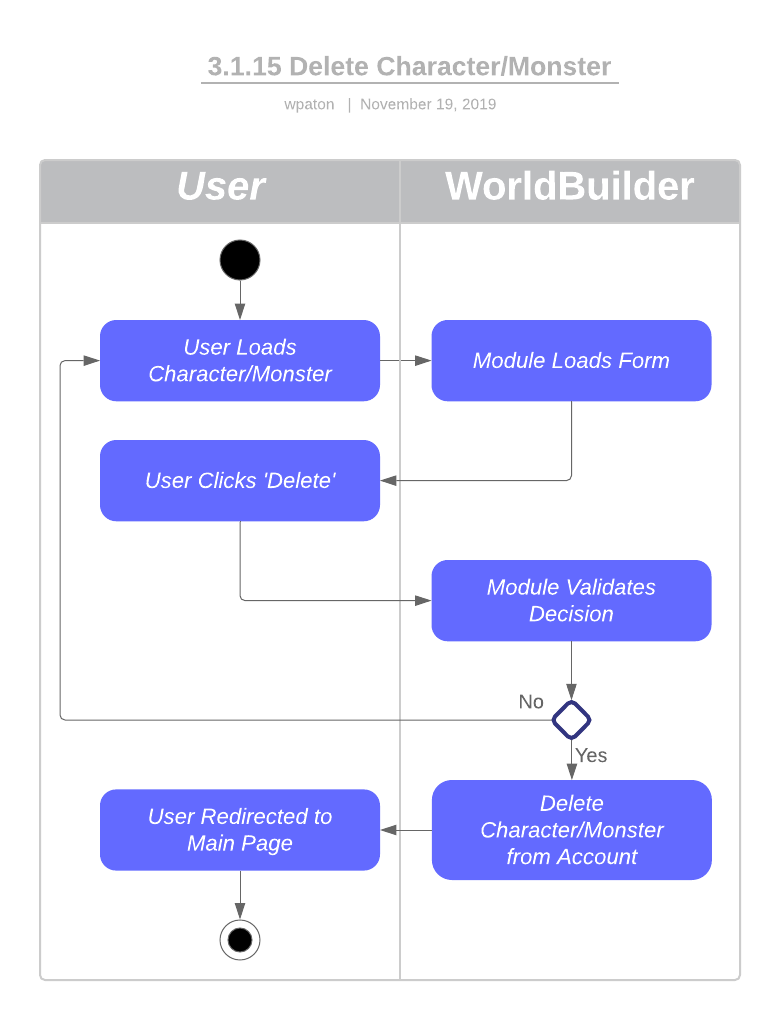 3.1.15 Delete Character/Monster
wpaton | November 19, 2019
User
WorldBuilder
User Loads
Character/Monster
Module Loads Form
User Clicks 'Delete'
Module Validates
Decision
No
Yes
Delete
Character/Monster
from Account
User Redirected to
Main Page